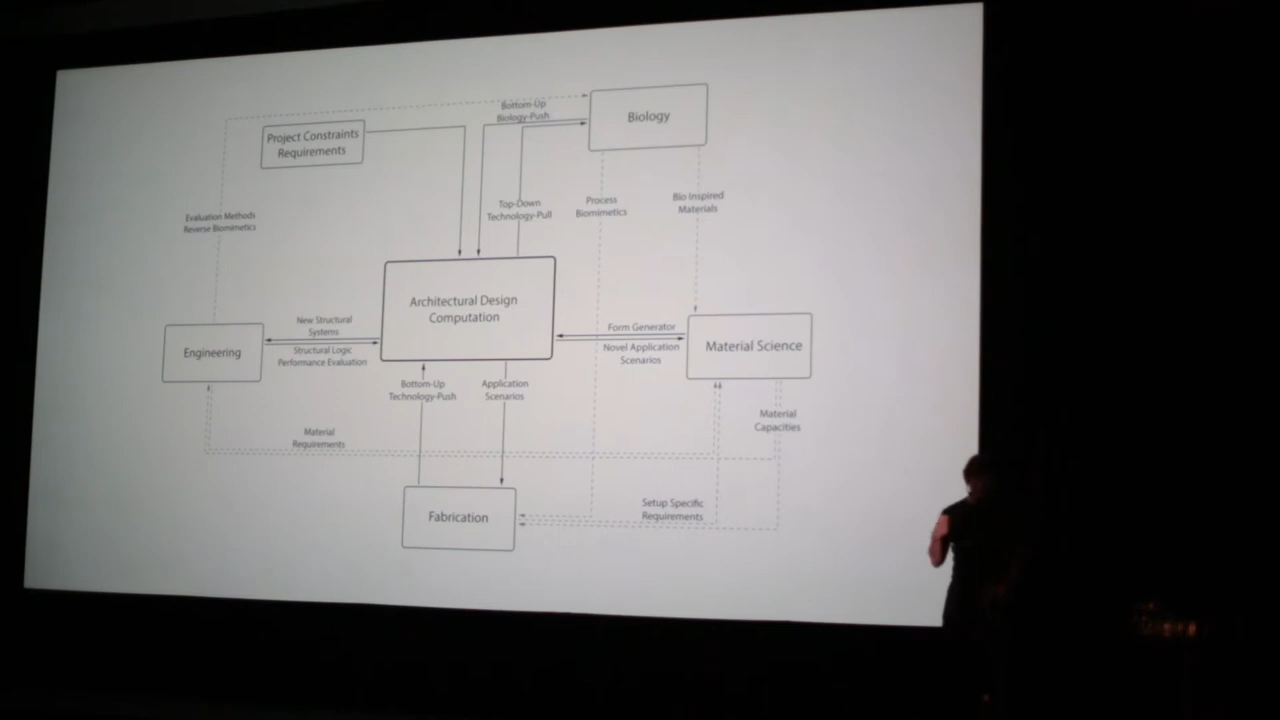 Bottom-Up
Biology-Push
Biology
Project Constraints
Requirements
Evaluation Methods
Reverse Biomimetics
Top-Down
Technology-Pull
Process
Biomimetics
Bio Inspired
Materials
Architectural Design
Computation
New Structural
Systems
Engineering
Structural Logic
Performance Evaluation
Form Generator
Novel Application
Scenarios
Material Science
Bottom-Up
Technology-Push
Application
Scenarios
Material
Requirements
Material
Capacities
Fabrication
Setup Specific
Requirements